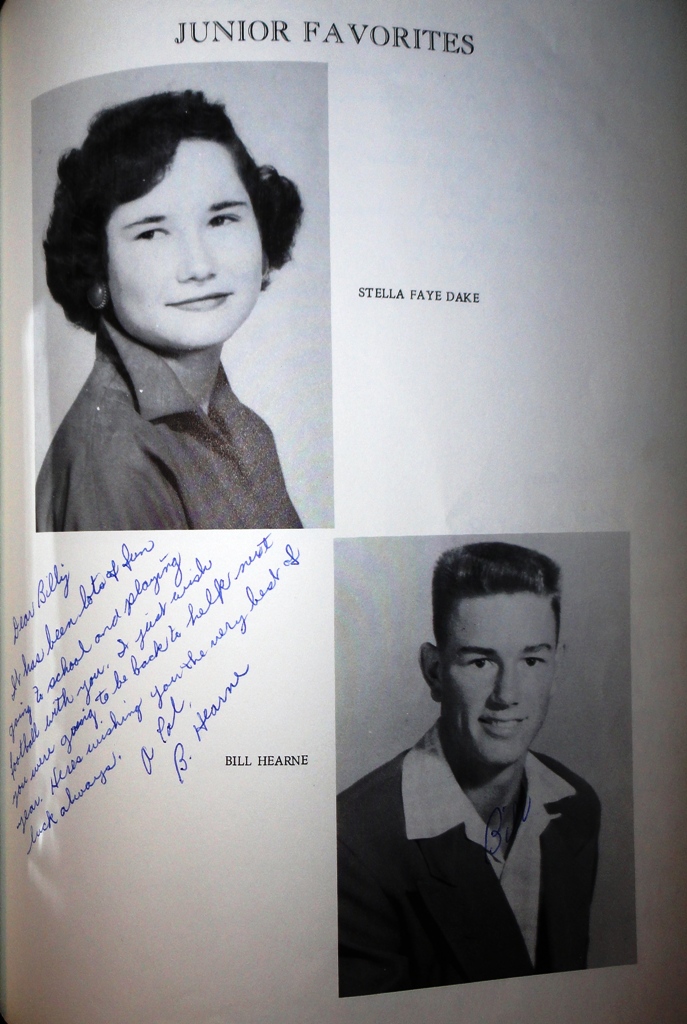 JUNIOR FAVORITES
STELLA FAYE DAKE
Dear Billy
It has been lots of fun
going to school and playing
football with you. I just wish
you were going to be back to help next
year. Heres wishing you the very best of
luck always.
A Pal,
B. Hearne
BILL HEARNE
Bill